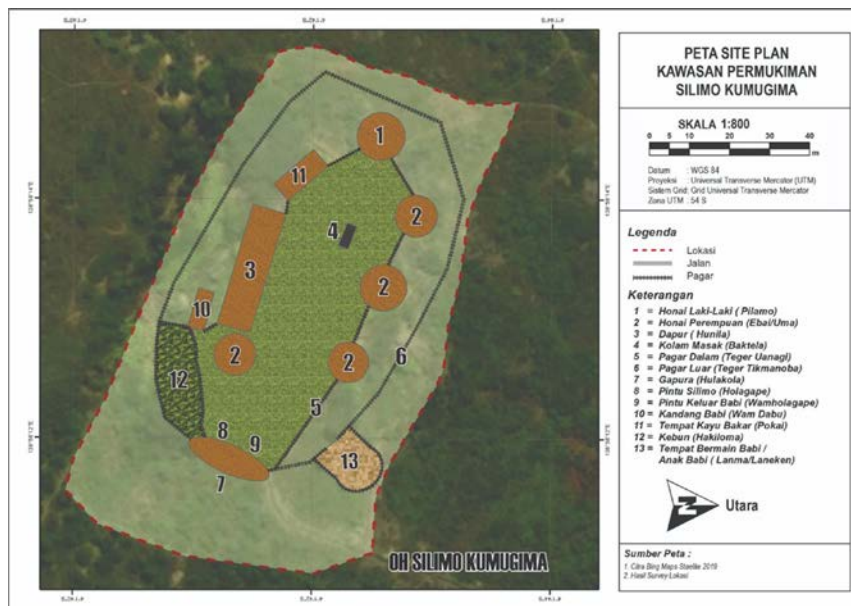 PETA SITE PLAN
KAWASAN PERMUKIMAN
SILIMO KUMUGIMA
SKALA 1:800
0 5 10 20 30 40
m
Datum : WGS 84
Proyeksi : Universal Transverse Mercator (UTM)
Sistem Grid: Grid Universal Transverse Mercator
Zona UTM : 54 S
Legenda
Lokasi
Jalan
Pagar
Keterangan
1 = Honai Laki-Laki ( Pilamo)
2 = Honai Perempuan (Ebai/Uma)
3 = Dapur ( Hunila)
4 = Kolam Masak (Baktela)
5 = Pagar Dalam (Teger Uanagi)
6 = Pagar Luar (Teger Tikmanoba)
7 = Gapura (Hulakola)
8 = Pintu Silimo (Holagape)
9 = Pintu Keluar Babi (Wamholagape)
10 = Kandang Babi (Wam Dabu)
11 = Tempat Kayu Bakar (Pokai)
12 = Kebun (Hakiloma)
13 = Tempat Bermain Babi /
Anak Babi ( Lanma/Laneken)
Z Utara
Sumber Peta :
1. Citra Bing Maps Satelite 2019
2. Hasil Survey Lokasi
1
11
2
4
3
2
10
2
2
6
12
5
8
9
13
7
OH SILIMO KUMUGIMA